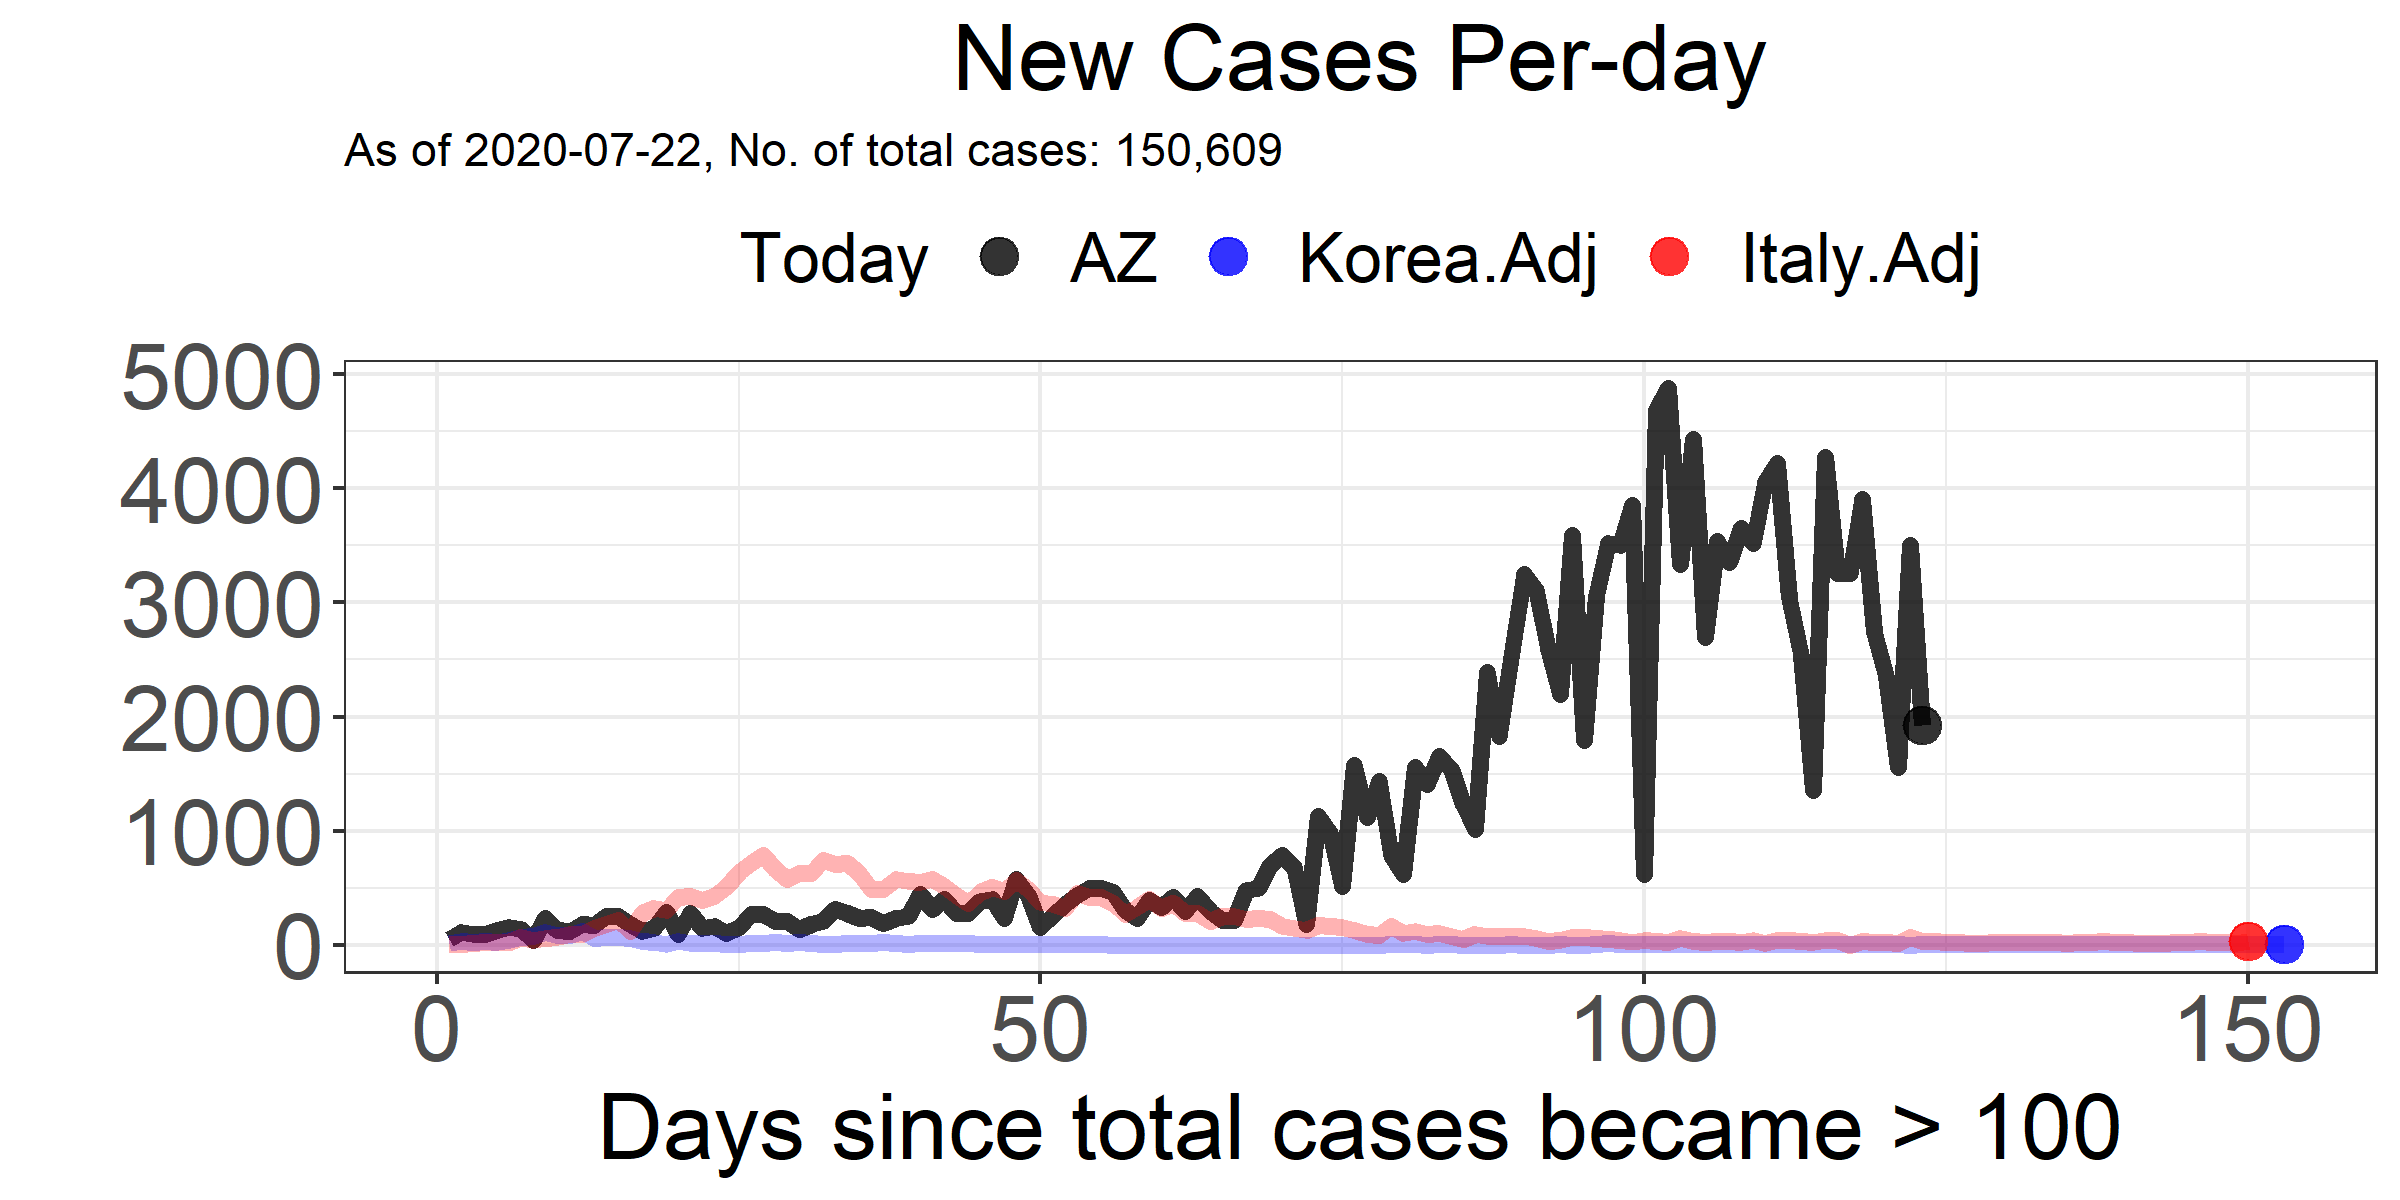 New Cases Per-day
As of 2020-07-22, No. of total cases: 150,609
Today AZ Korea.Adj Italy.Adj
5000
4000
3000
2000
1000
0
0 50 100 150
Days since total cases became > 100